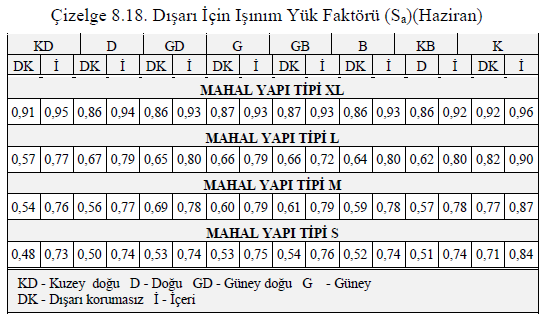 Çizelge 8.18. Dışarı İçin Işınım Yük Faktörü (Sa)(Haziran)
KD D GD G GB B KB K
DK İ DK İ DK İ DK İ DK İ DK İ D İ DK İ
MAHAL YAPI TİPİ XL
0,91 0,95 0,86 0,94 0,86 0,93 0,87 0,93 0,87 0,93 0,86 0,93 0,86 0,92 0,92 0,96
MAHAL YAPI TİPİ L
0,57 0,77 0,67 0,79 0,65 0,80 0,66 0,79 0,66 0,72 0,64 0,80 0,62 0,80 0,82 0,90
MAHAL YAPI TİPİ M
0,54 0,76 0,56 0,77 0,69 0,78 0,60 0,79 0,61 0,79 0,59 0,78 0,57 0,78 0,77 0,87
MAHAL YAPI TİPİ S
0,48 0,73 0,50 0,74 0,53 0,74 0,53 0,75 0,54 0,76 0,52 0,74 0,51 0,74 0,71 0,84
KD - Kuzey doğu D - Doğu GD - Güney doğu G - Güney
DK - Dışarı korumasız İ - İçeri